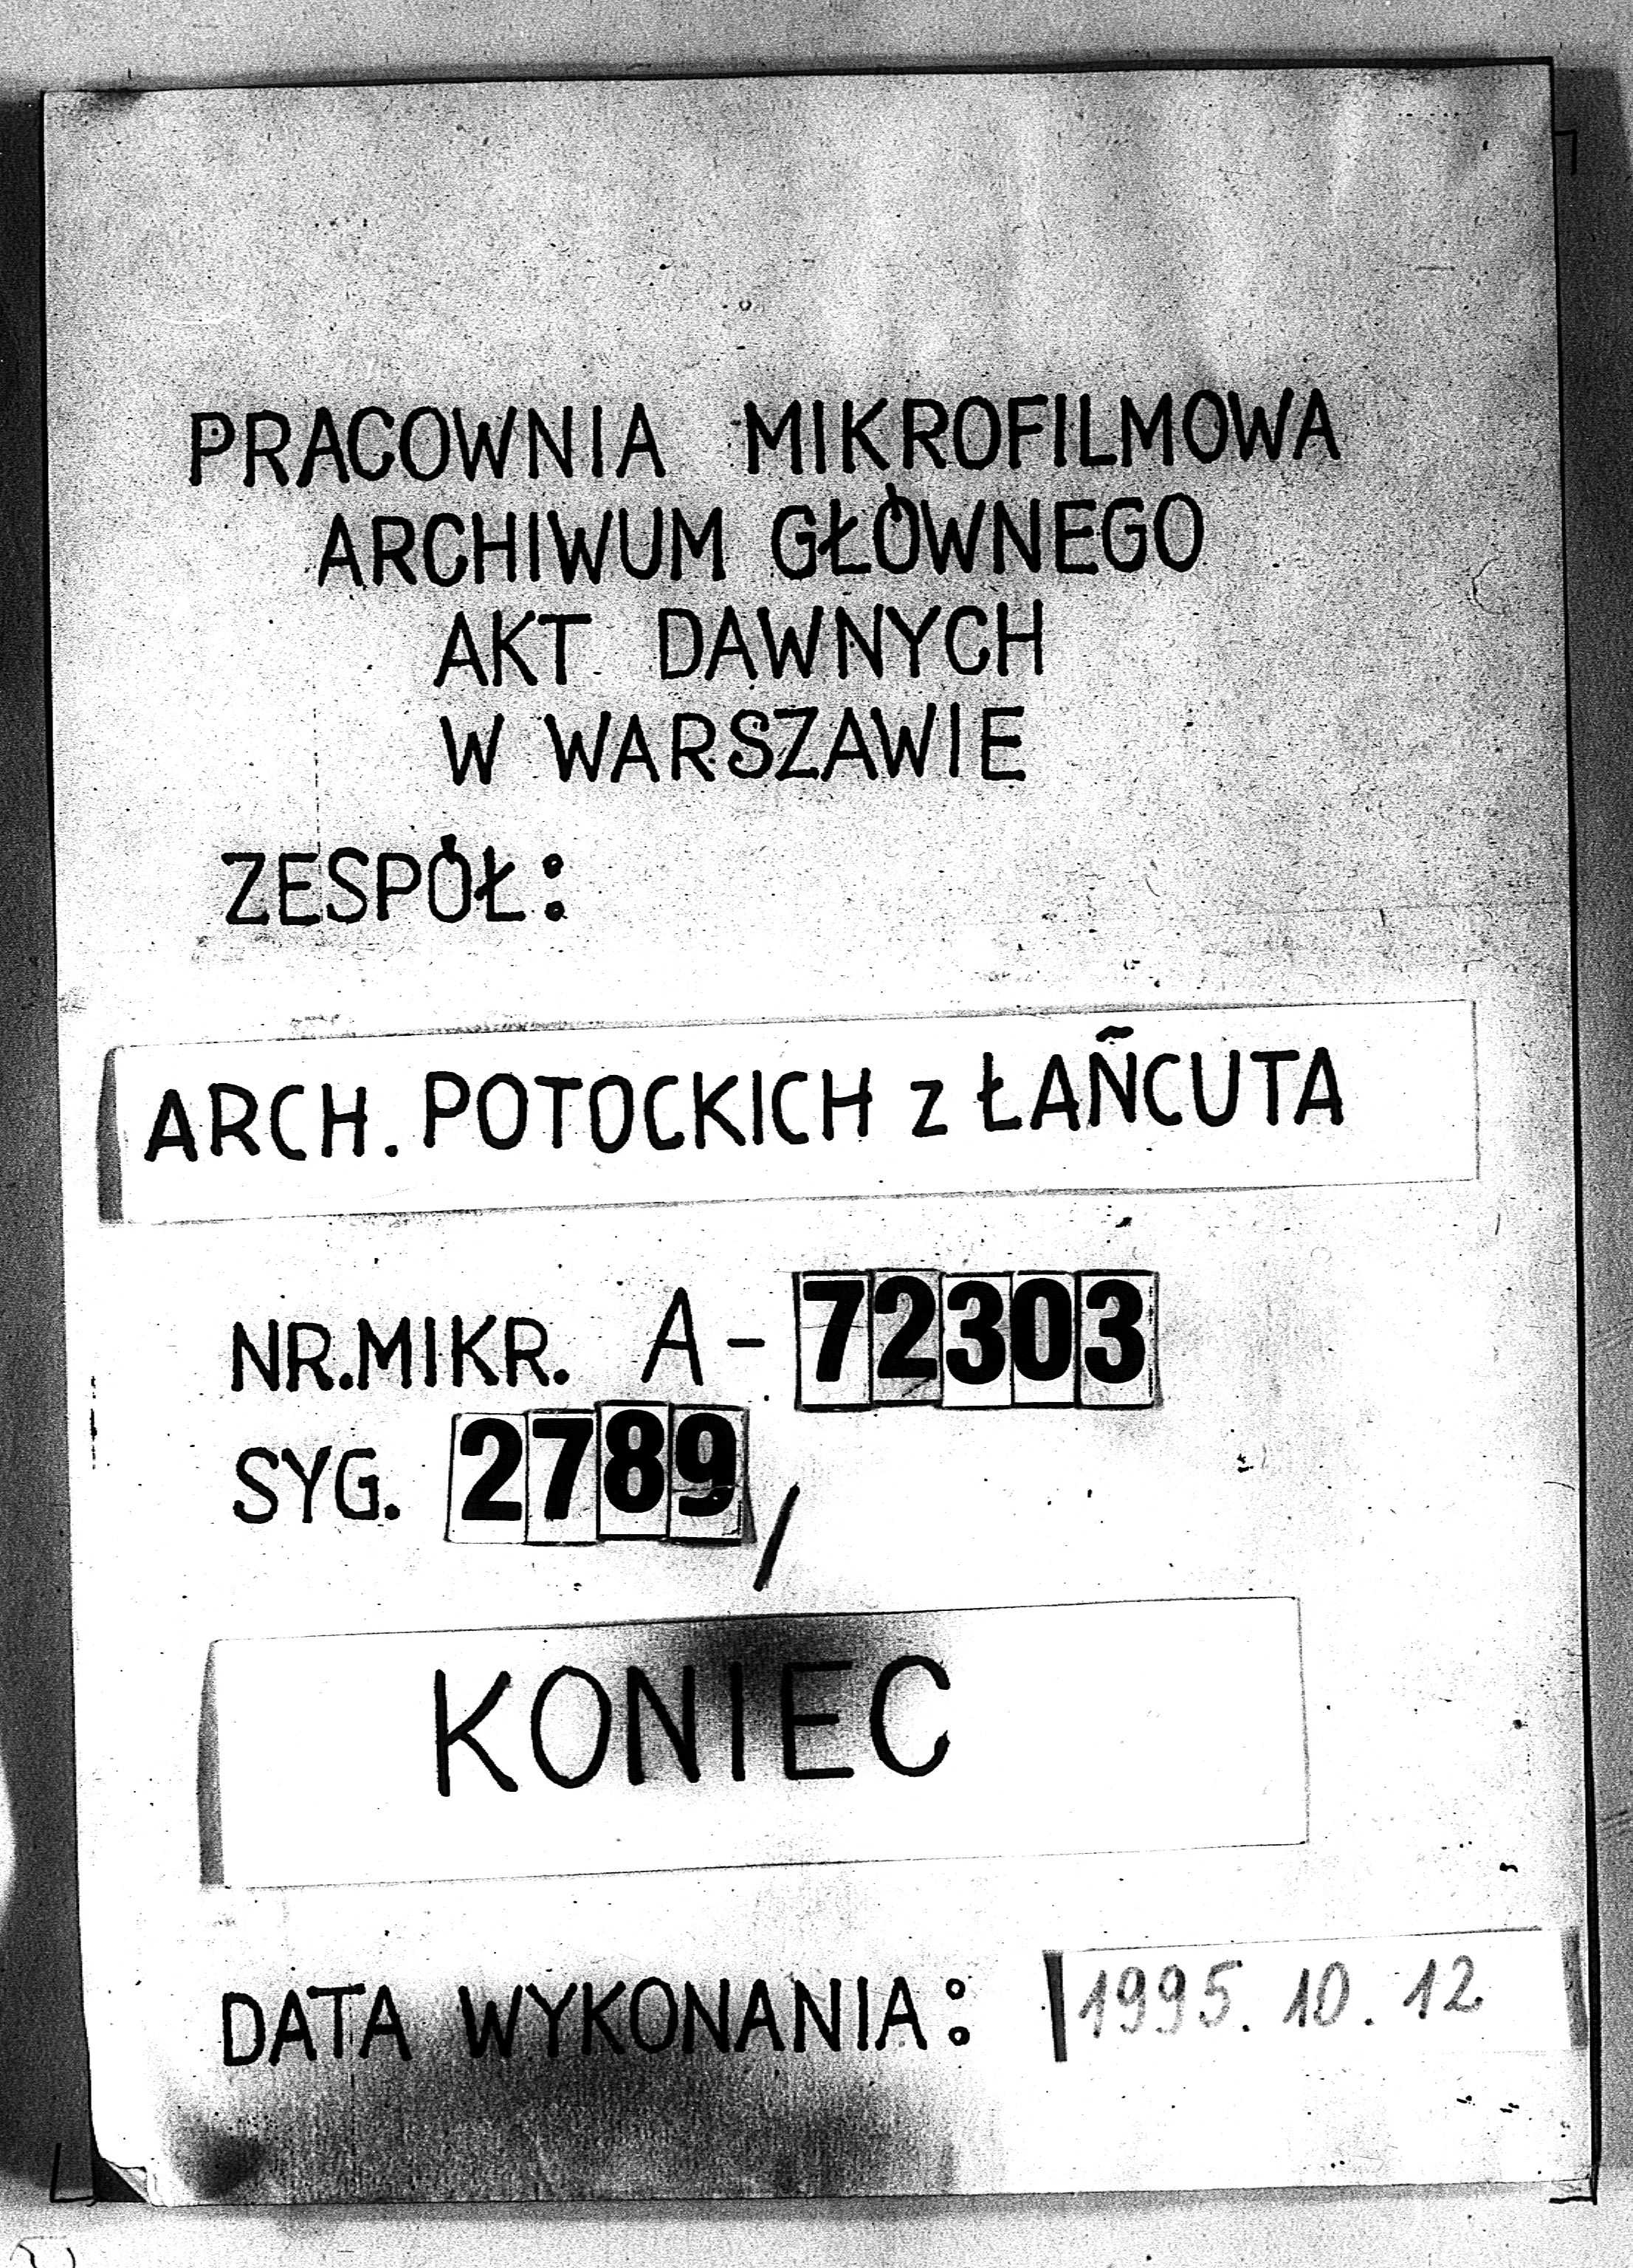 PRACOWNIA MIKROFILMOWA
ARCHIWUM GŁÓWNEGO
AKT DAWNYCH
W WARSZAWIE
ZESPÓŁ:
ARCH. POTOCKICH z ŁAŃCUTA
NR.MIKR. A-72303
SYG. 2789/
KONIEC
DATA WYKONANIA: 1995.10.12